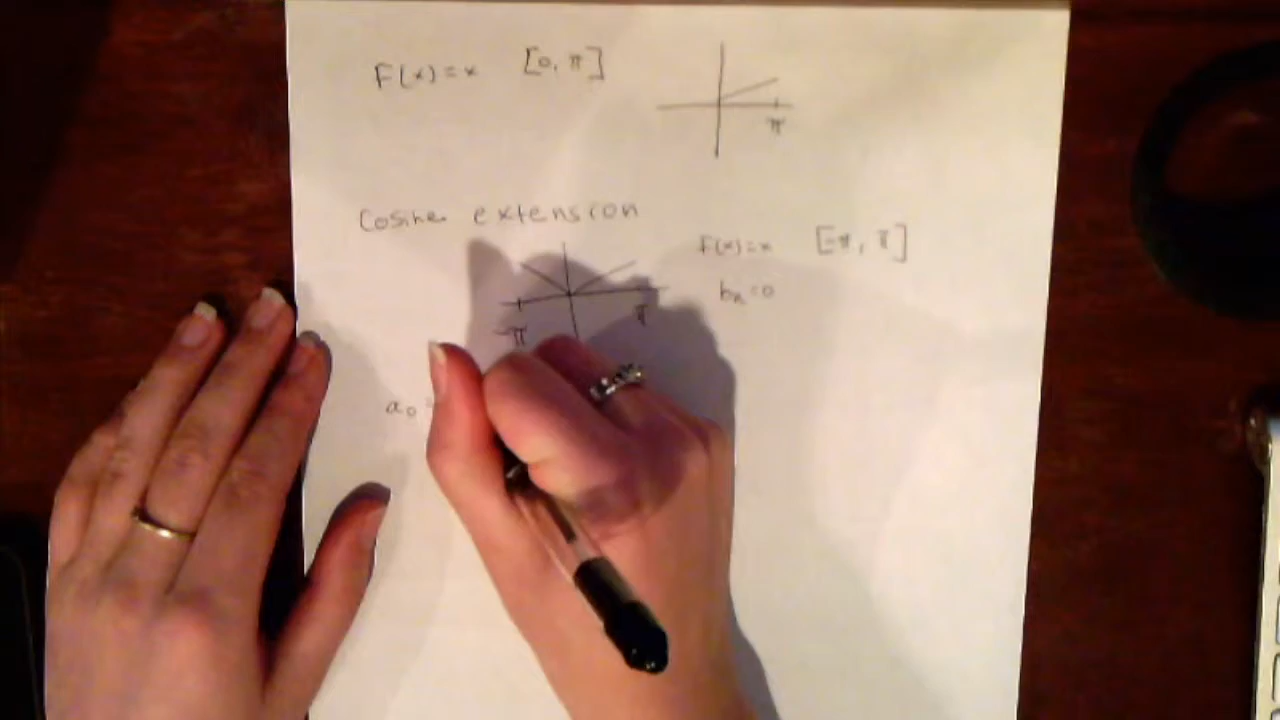 F(x)=x [0, π]
π
Cosine extension
F(x)=x [-π, π]
bₙ=0
-π π
a₀ =